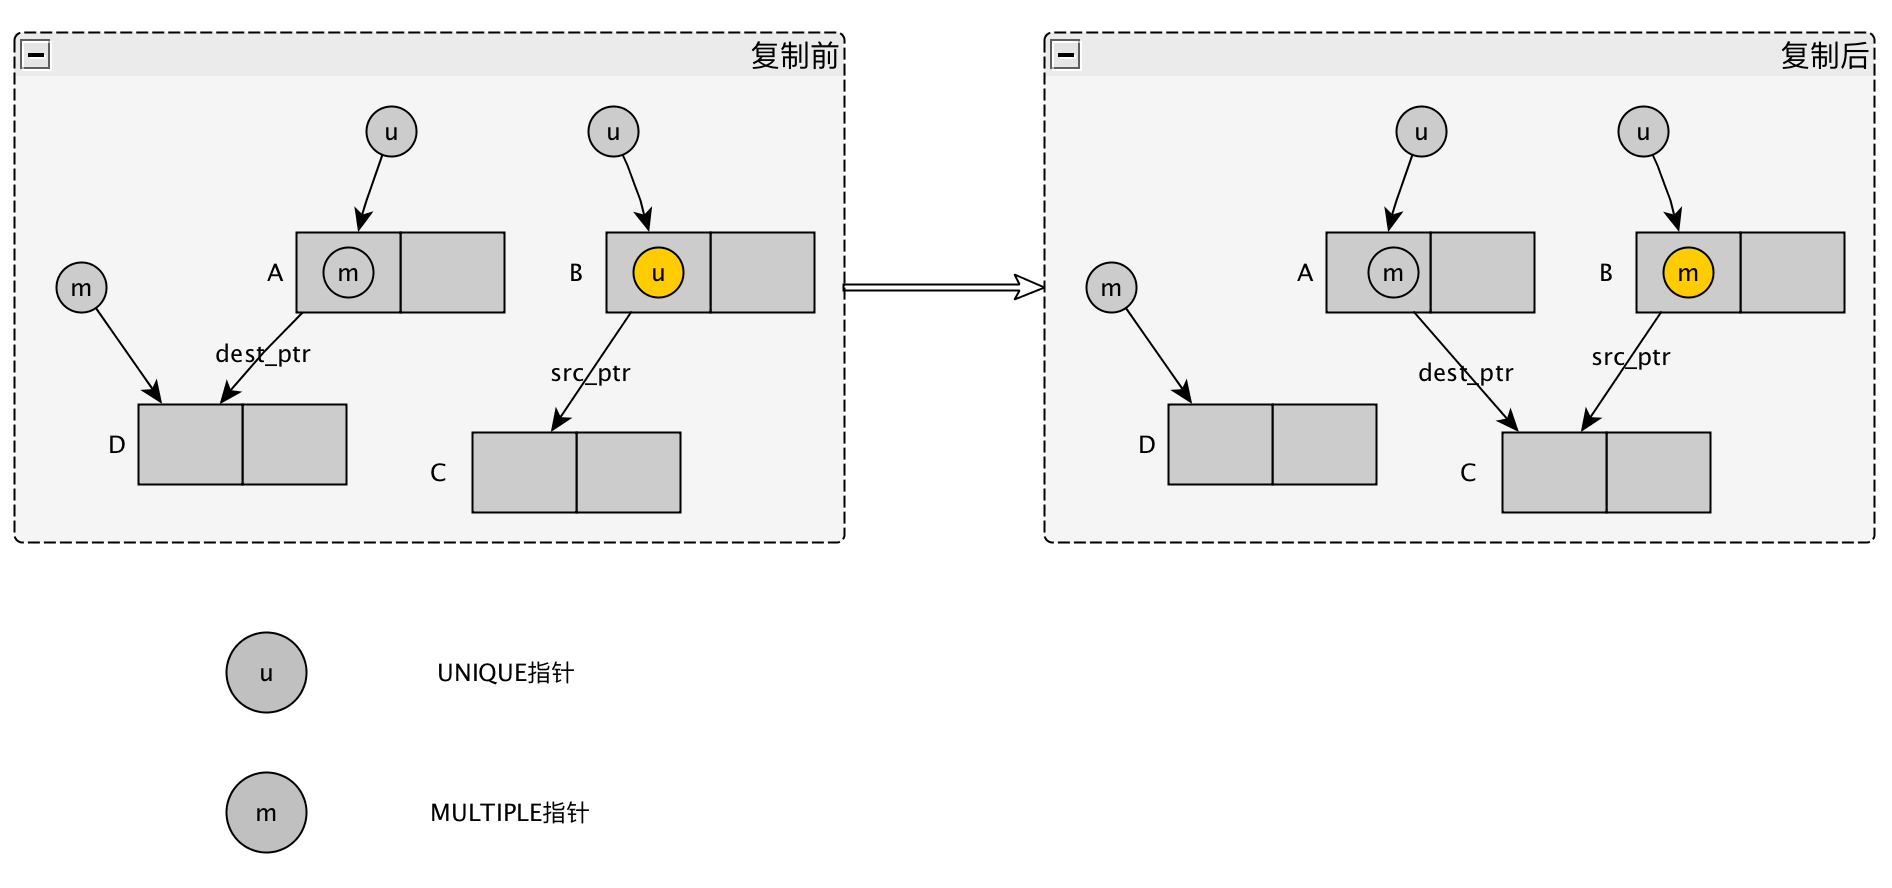 复制前
u
u
A
m
B
u
m
dest_ptr
src_ptr
D
C
复制后
u
u
A
m
B
m
m
dest_ptr
src_ptr
D
C
u UNIQUE指针
m MULTIPLE指针